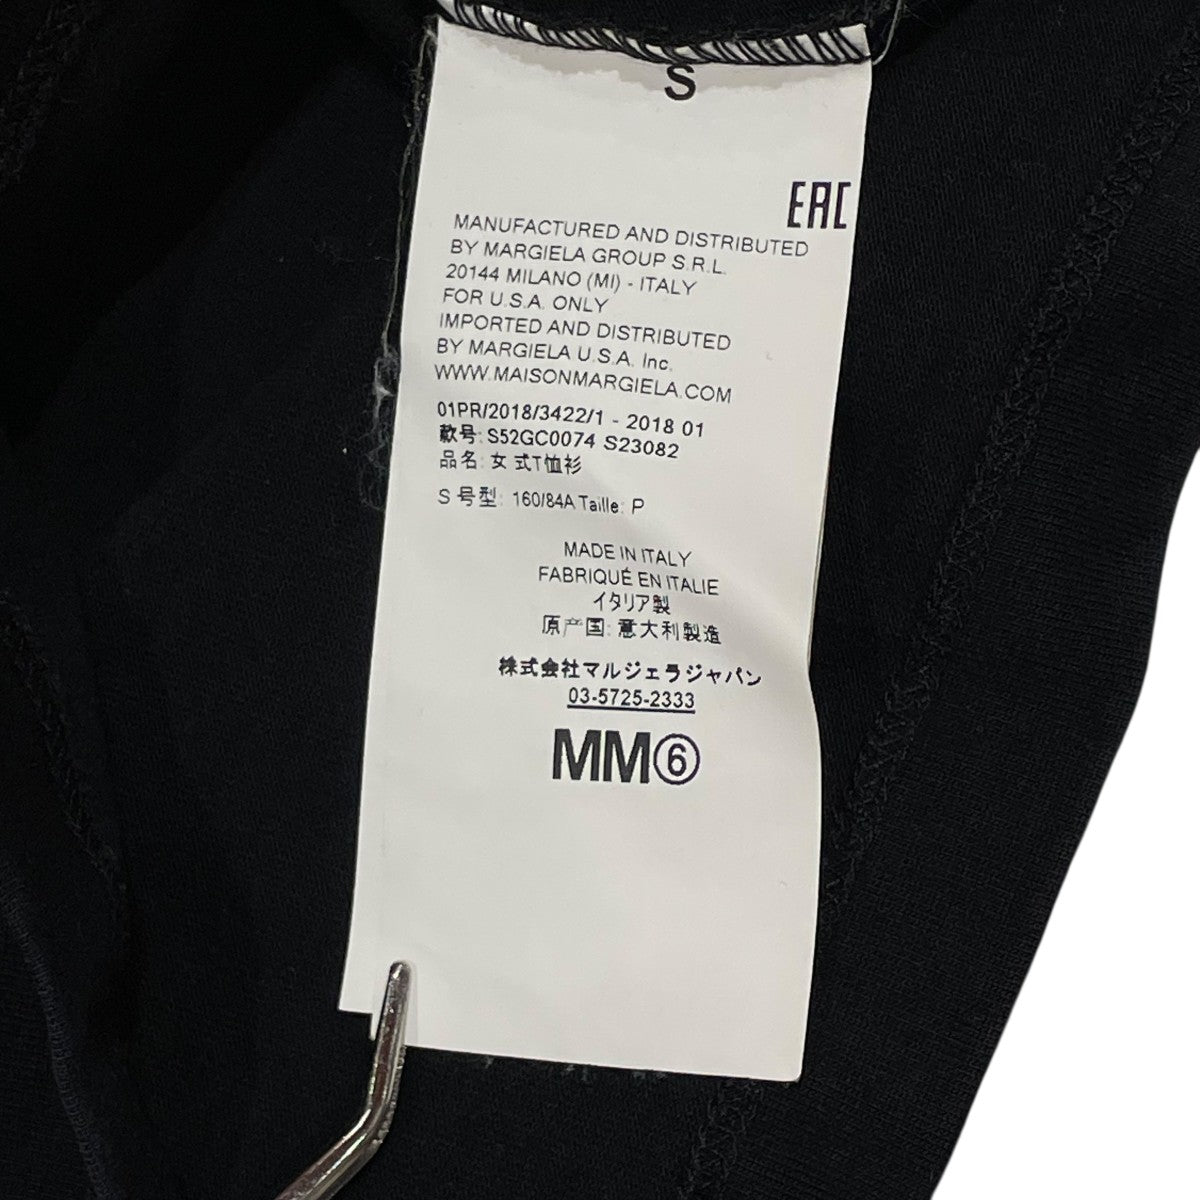 S
EAC
MANUFACTURED AND DISTRIBUTED
BY MARGIELA GROUP S.R.L.
20144 MILANO (MI) - ITALY
FOR U.S.A. ONLY
IMPORTED AND DISTRIBUTED
BY MARGIELA U.S.A. Inc.
WWW.MAISONMARGIELA.COM
01PR/2018/3422/1 - 2018 01
款号: S52GC0074 S23082
品名: 女式T恤衫
S 号型: 160/84A Taille: P
MADE IN ITALY
FABRIQUÉ EN ITALIE
イタリア製
原产国: 意大利製造
株式会社マルジェラジャパン
03-5725-2333
MM⑥